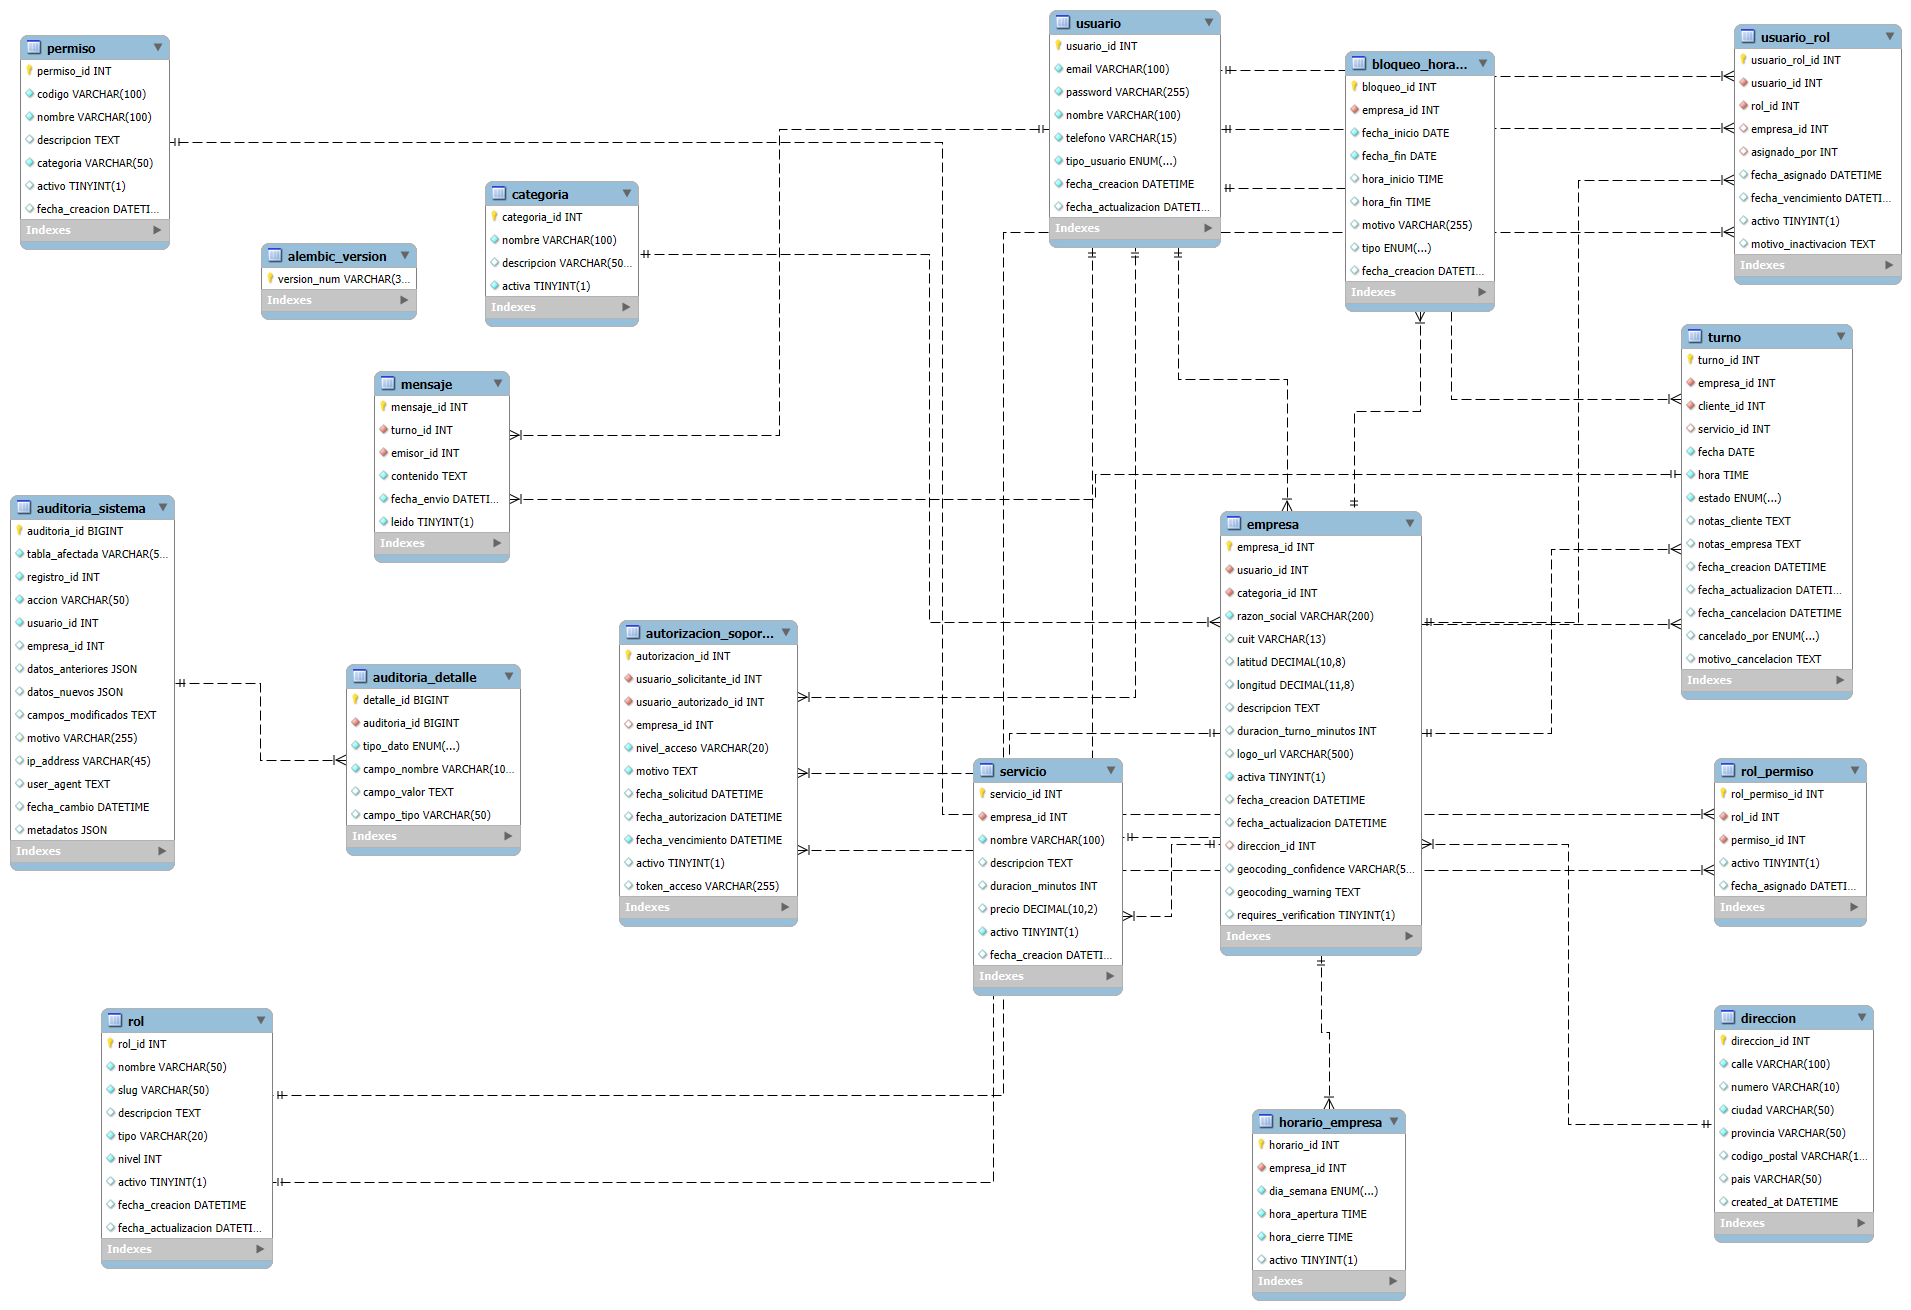 permiso
permiso_id INT
codigo VARCHAR(100)
nombre VARCHAR(100)
descripcion TEXT
categoria VARCHAR(50)
activo TINYINT(1)
fecha_creacion DATETI...
Indexes
alembic_version
version_num VARCHAR(3...
Indexes
categoria
categoria_id INT
nombre VARCHAR(100)
descripcion VARCHAR(50...
activa TINYINT(1)
Indexes
mensaje
mensaje_id INT
turno_id INT
emisor_id INT
contenido TEXT
fecha_envio DATETI...
leido TINYINT(1)
Indexes
usuario
usuario_id INT
email VARCHAR(100)
password VARCHAR(255)
nombre VARCHAR(100)
telefono VARCHAR(15)
tipo_usuario ENUM(...)
fecha_creacion DATETIME
fecha_actualizacion DATETI...
Indexes
bloqueo_hora...
bloqueo_id INT
empresa_id INT
fecha_inicio DATE
fecha_fin DATE
hora_inicio TIME
hora_fin TIME
motivo VARCHAR(255)
tipo ENUM(...)
fecha_creacion DATETI...
Indexes
usuario_rol
usuario_rol_id INT
usuario_id INT
rol_id INT
empresa_id INT
asignado_por INT
fecha_asignado DATETIME
fecha_vencimiento DATETI...
activo TINYINT(1)
motivo_inactivacion TEXT
Indexes
turno
turno_id INT
empresa_id INT
cliente_id INT
servicio_id INT
fecha DATE
hora TIME
estado ENUM(...)
notas_cliente TEXT
notas_empresa TEXT
fecha_creacion DATETIME
fecha_actualizacion DATETI...
fecha_cancelacion DATETIME
cancelado_por ENUM(...)
motivo_cancelacion TEXT
Indexes
auditoria_sistema
auditoria_id BIGINT
tabla_afectada VARCHAR(5...
registro_id INT
accion VARCHAR(50)
usuario_id INT
empresa_id INT
datos_anteriores JSON
datos_nuevos JSON
campos_modificados TEXT
motivo VARCHAR(255)
ip_address VARCHAR(45)
user_agent TEXT
fecha_cambio DATETIME
metadatos JSON
Indexes
auditoria_detalle
detalle_id BIGINT
auditoria_id BIGINT
tipo_dato ENUM(...)
campo_nombre VARCHAR(10...
campo_valor TEXT
campo_tipo VARCHAR(50)
Indexes
autorizacion_sopor...
autorizacion_id INT
usuario_solicitante_id INT
usuario_autorizado_id INT
empresa_id INT
nivel_acceso VARCHAR(20)
motivo TEXT
fecha_solicitud DATETIME
fecha_autorizacion DATETIME
fecha_vencimiento DATETIME
activo TINYINT(1)
token_acceso VARCHAR(255)
Indexes
servicio
servicio_id INT
empresa_id INT
nombre VARCHAR(100)
descripcion TEXT
duracion_minutos INT
precio DECIMAL(10,2)
activo TINYINT(1)
fecha_creacion DATETI...
Indexes
empresa
empresa_id INT
usuario_id INT
categoria_id INT
razon_social VARCHAR(200)
cuit VARCHAR(13)
latitud DECIMAL(10,8)
longitud DECIMAL(11,8)
descripcion TEXT
duracion_turno_minutos INT
logo_url VARCHAR(500)
activa TINYINT(1)
fecha_creacion DATETIME
fecha_actualizacion DATETIME
direccion_id INT
geocoding_confidence VARCHAR(5...
geocoding_warning TEXT
requires_verification TINYINT(1)
Indexes
rol_permiso
rol_permiso_id INT
rol_id INT
permiso_id INT
activo TINYINT(1)
fecha_asignado DATETI...
Indexes
rol
rol_id INT
nombre VARCHAR(50)
slug VARCHAR(50)
descripcion TEXT
tipo VARCHAR(20)
nivel INT
activo TINYINT(1)
fecha_creacion DATETIME
fecha_actualizacion DATETI...
Indexes
horario_empresa
horario_id INT
empresa_id INT
dia_semana ENUM(...)
hora_apertura TIME
hora_cierre TIME
activo TINYINT(1)
Indexes
direccion
direccion_id INT
calle VARCHAR(100)
numero VARCHAR(10)
ciudad VARCHAR(50)
provincia VARCHAR(50)
codigo_postal VARCHAR(1...
pais VARCHAR(50)
created_at DATETIME
Indexes